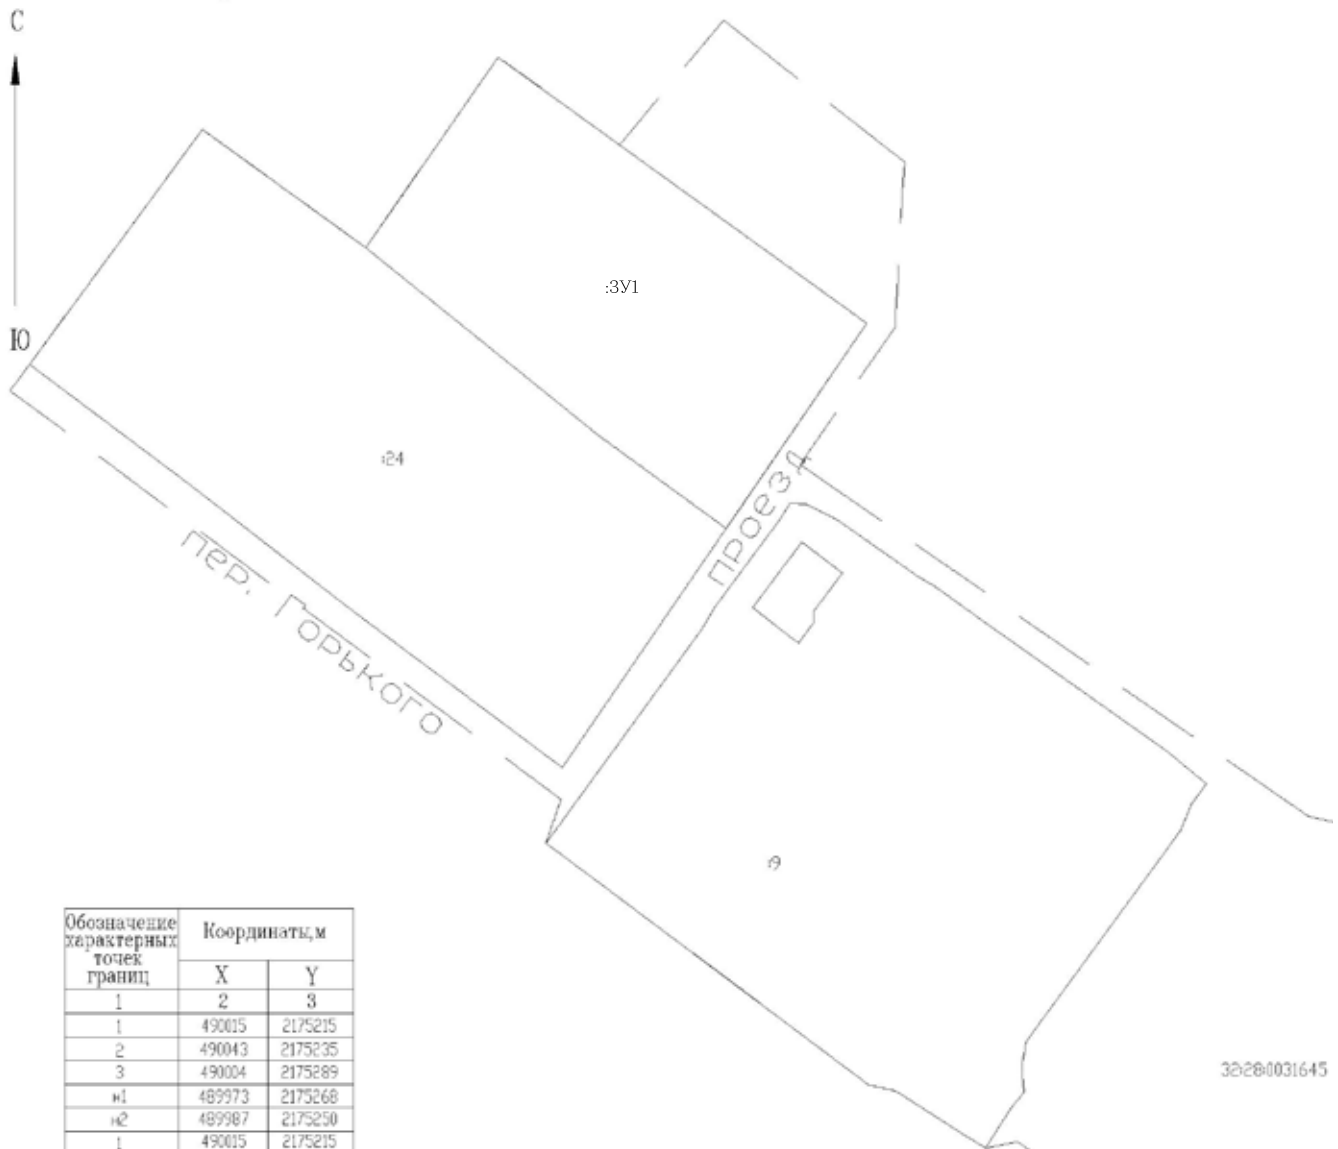 С
Ю
:ЗУ1
:24
проезд
пер. Горького
:9
Обозначение характерных точек границ Координаты,м
X Y
1 2 3
1 490015 2175215
2 490043 2175235
3 490004 2175289
н1 489973 2175268
н2 489987 2175250
1 490015 2175215
32:28:0031645